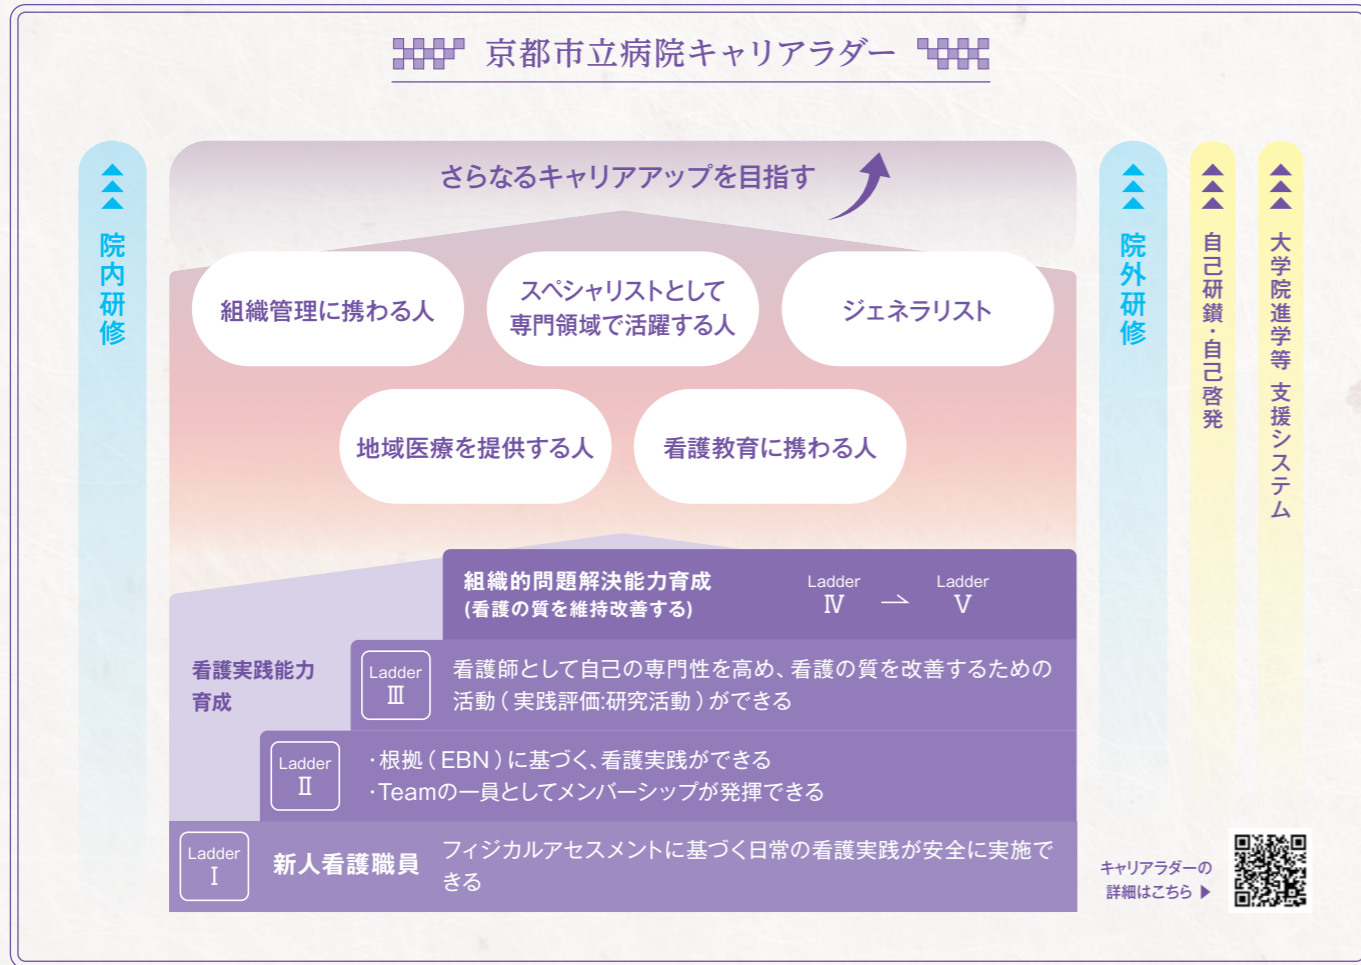 京都市立病院キャリアラダー
さらなるキャリアアップを目指す
院内研修
組織管理に携わる人
スペシャリストとして
専門領域で活躍する人
ジェネラリスト
地域医療を提供する人
看護教育に携わる人
院外研修
自己研鑽・自己啓発
大学院進学等 支援システム
組織的問題解決能力育成
(看護の質を維持改善する)
Ladder
Ⅳ
→
Ladder
Ⅴ
看護実践能力
育成
Ladder
Ⅲ
看護師として自己の専門性を高め、看護の質を改善するための
活動(実践評価:研究活動)ができる
Ladder
Ⅱ
・根拠(EBN)に基づく、看護実践ができる
・Teamの一員としてメンバーシップが発揮できる
Ladder
Ⅰ
新人看護職員
フィジカルアセスメントに基づく日常の看護実践が安全に実施で
きる
キャリアラダーの
詳細はこちら ▶